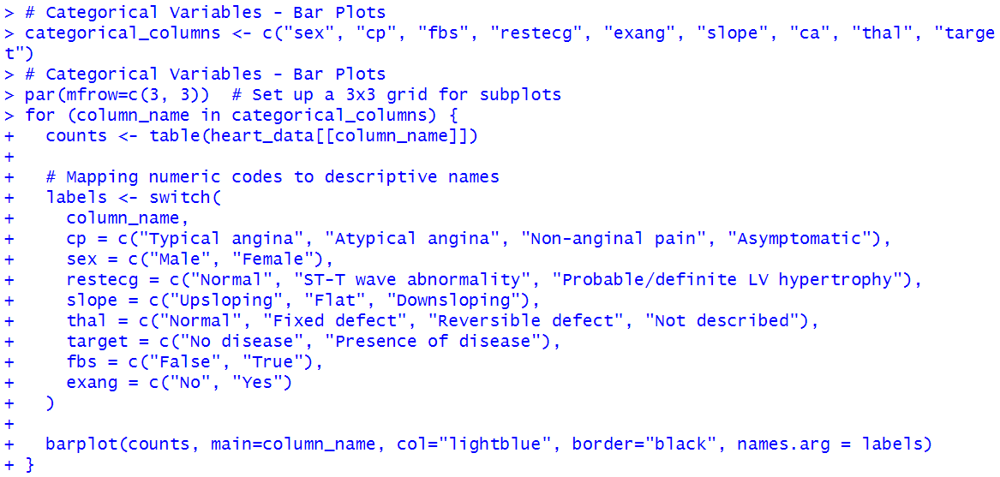 > # Categorical Variables - Bar Plots
> categorical_columns <- c("sex", "cp", "fbs", "restecg", "exang", "slope", "ca", "thal", "targe
t")
> # Categorical Variables - Bar Plots
> par(mfrow=c(3, 3))  # Set up a 3x3 grid for subplots
> for (column_name in categorical_columns) {
+   counts <- table(heart_data[[column_name]])
+
+   # Mapping numeric codes to descriptive names
+   labels <- switch(
+     column_name,
+     cp = c("Typical angina", "Atypical angina", "Non-anginal pain", "Asymptomatic"),
+     sex = c("Male", "Female"),
+     restecg = c("Normal", "ST-T wave abnormality", "Probable/definite LV hypertrophy"),
+     slope = c("Upsloping", "Flat", "Downsloping"),
+     thal = c("Normal", "Fixed defect", "Reversible defect", "Not described"),
+     target = c("No disease", "Presence of disease"),
+     fbs = c("False", "True"),
+     exang = c("No", "Yes")
+   )
+
+   barplot(counts, main=column_name, col="lightblue", border="black", names.arg = labels)
+ }